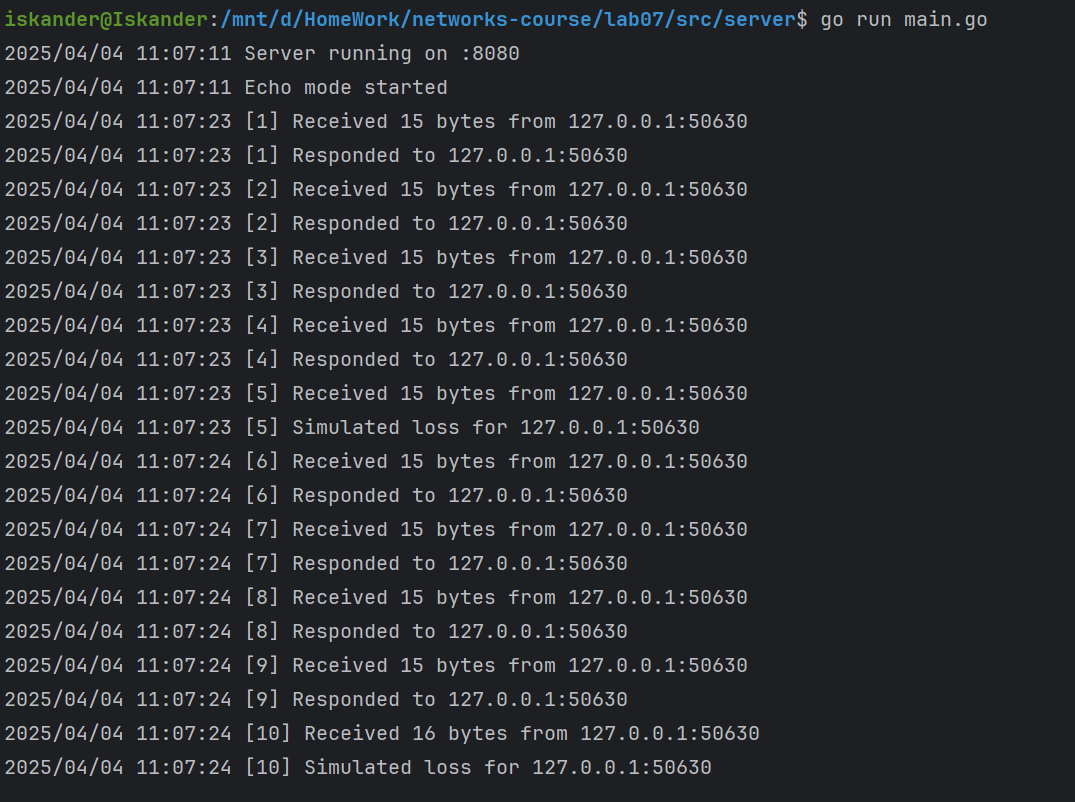 iskander@Iskander:/mnt/d/HomeWork/networks-course/lab07/src/server$ go run main.go
2025/04/04 11:07:11 Server running on :8080
2025/04/04 11:07:11 Echo mode started
2025/04/04 11:07:23 [1] Received 15 bytes from 127.0.0.1:50630
2025/04/04 11:07:23 [1] Responded to 127.0.0.1:50630
2025/04/04 11:07:23 [2] Received 15 bytes from 127.0.0.1:50630
2025/04/04 11:07:23 [2] Responded to 127.0.0.1:50630
2025/04/04 11:07:23 [3] Received 15 bytes from 127.0.0.1:50630
2025/04/04 11:07:23 [3] Responded to 127.0.0.1:50630
2025/04/04 11:07:23 [4] Received 15 bytes from 127.0.0.1:50630
2025/04/04 11:07:23 [4] Responded to 127.0.0.1:50630
2025/04/04 11:07:23 [5] Received 15 bytes from 127.0.0.1:50630
2025/04/04 11:07:23 [5] Simulated loss for 127.0.0.1:50630
2025/04/04 11:07:24 [6] Received 15 bytes from 127.0.0.1:50630
2025/04/04 11:07:24 [6] Responded to 127.0.0.1:50630
2025/04/04 11:07:24 [7] Received 15 bytes from 127.0.0.1:50630
2025/04/04 11:07:24 [7] Responded to 127.0.0.1:50630
2025/04/04 11:07:24 [8] Received 15 bytes from 127.0.0.1:50630
2025/04/04 11:07:24 [8] Responded to 127.0.0.1:50630
2025/04/04 11:07:24 [9] Received 15 bytes from 127.0.0.1:50630
2025/04/04 11:07:24 [9] Responded to 127.0.0.1:50630
2025/04/04 11:07:24 [10] Received 16 bytes from 127.0.0.1:50630
2025/04/04 11:07:24 [10] Simulated loss for 127.0.0.1:50630